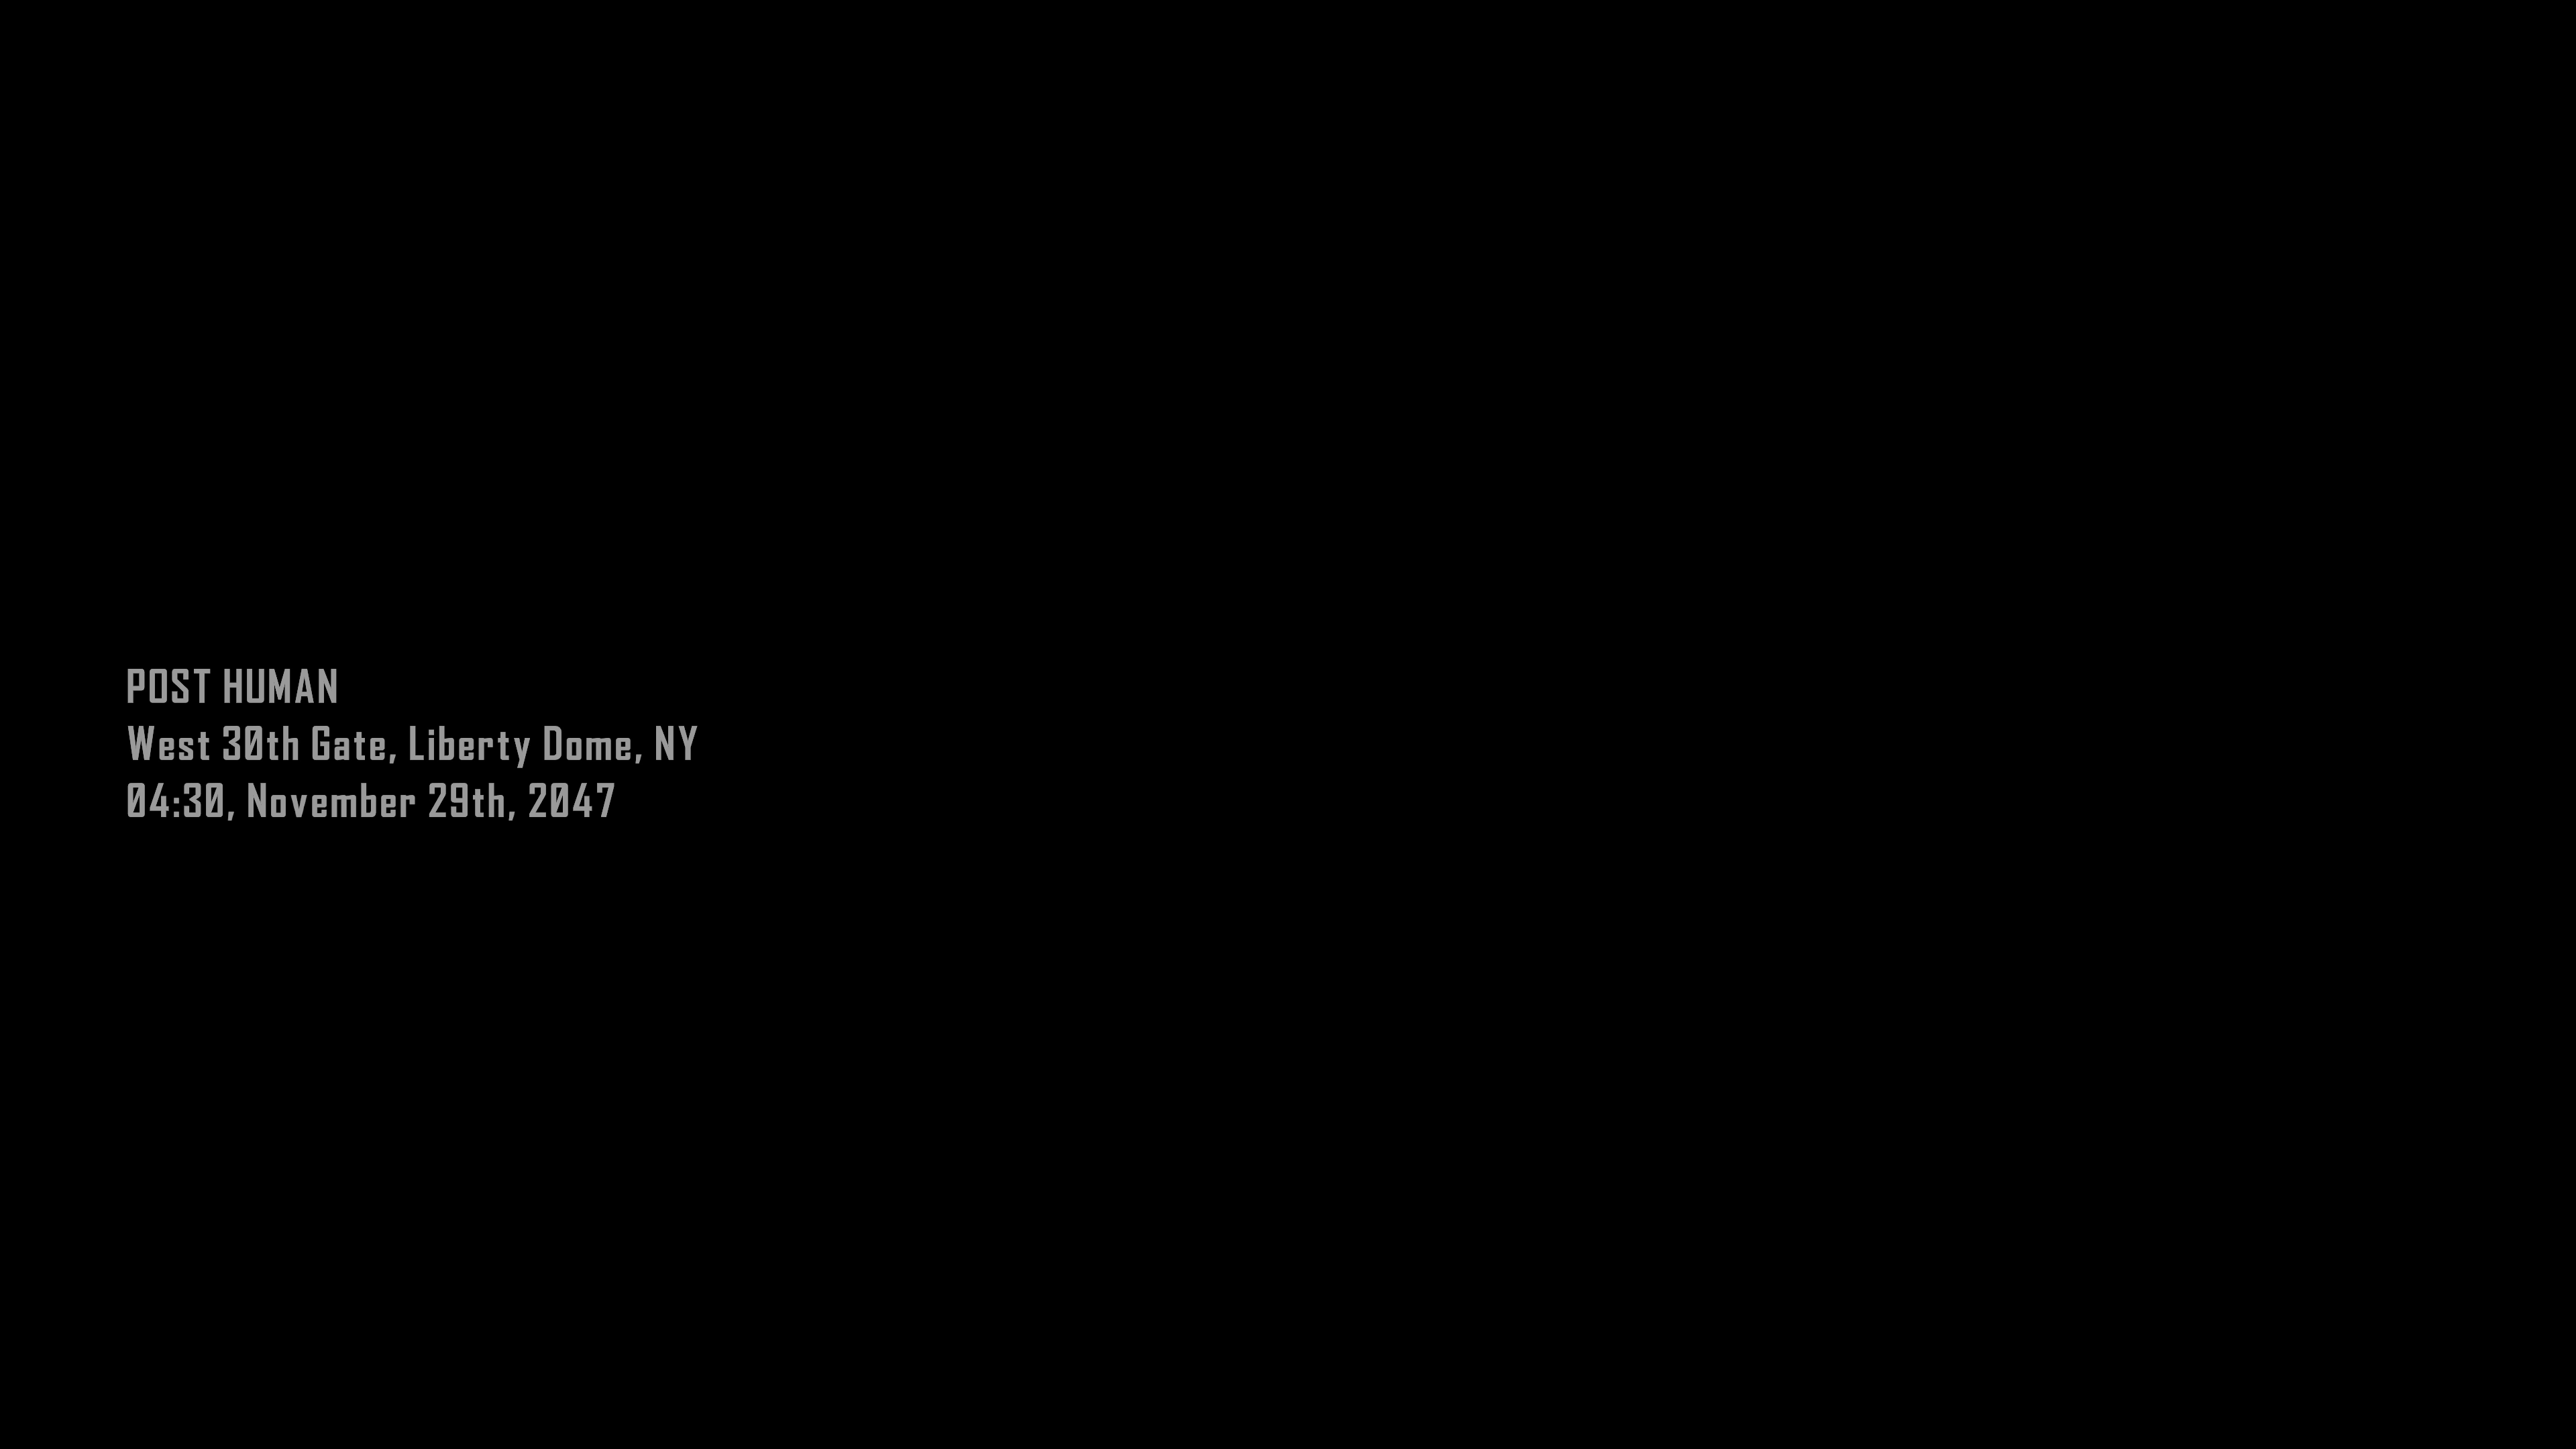 POST HUMAN
West 30th Gate, Liberty Dome, NY
04:30, November 29th, 2047